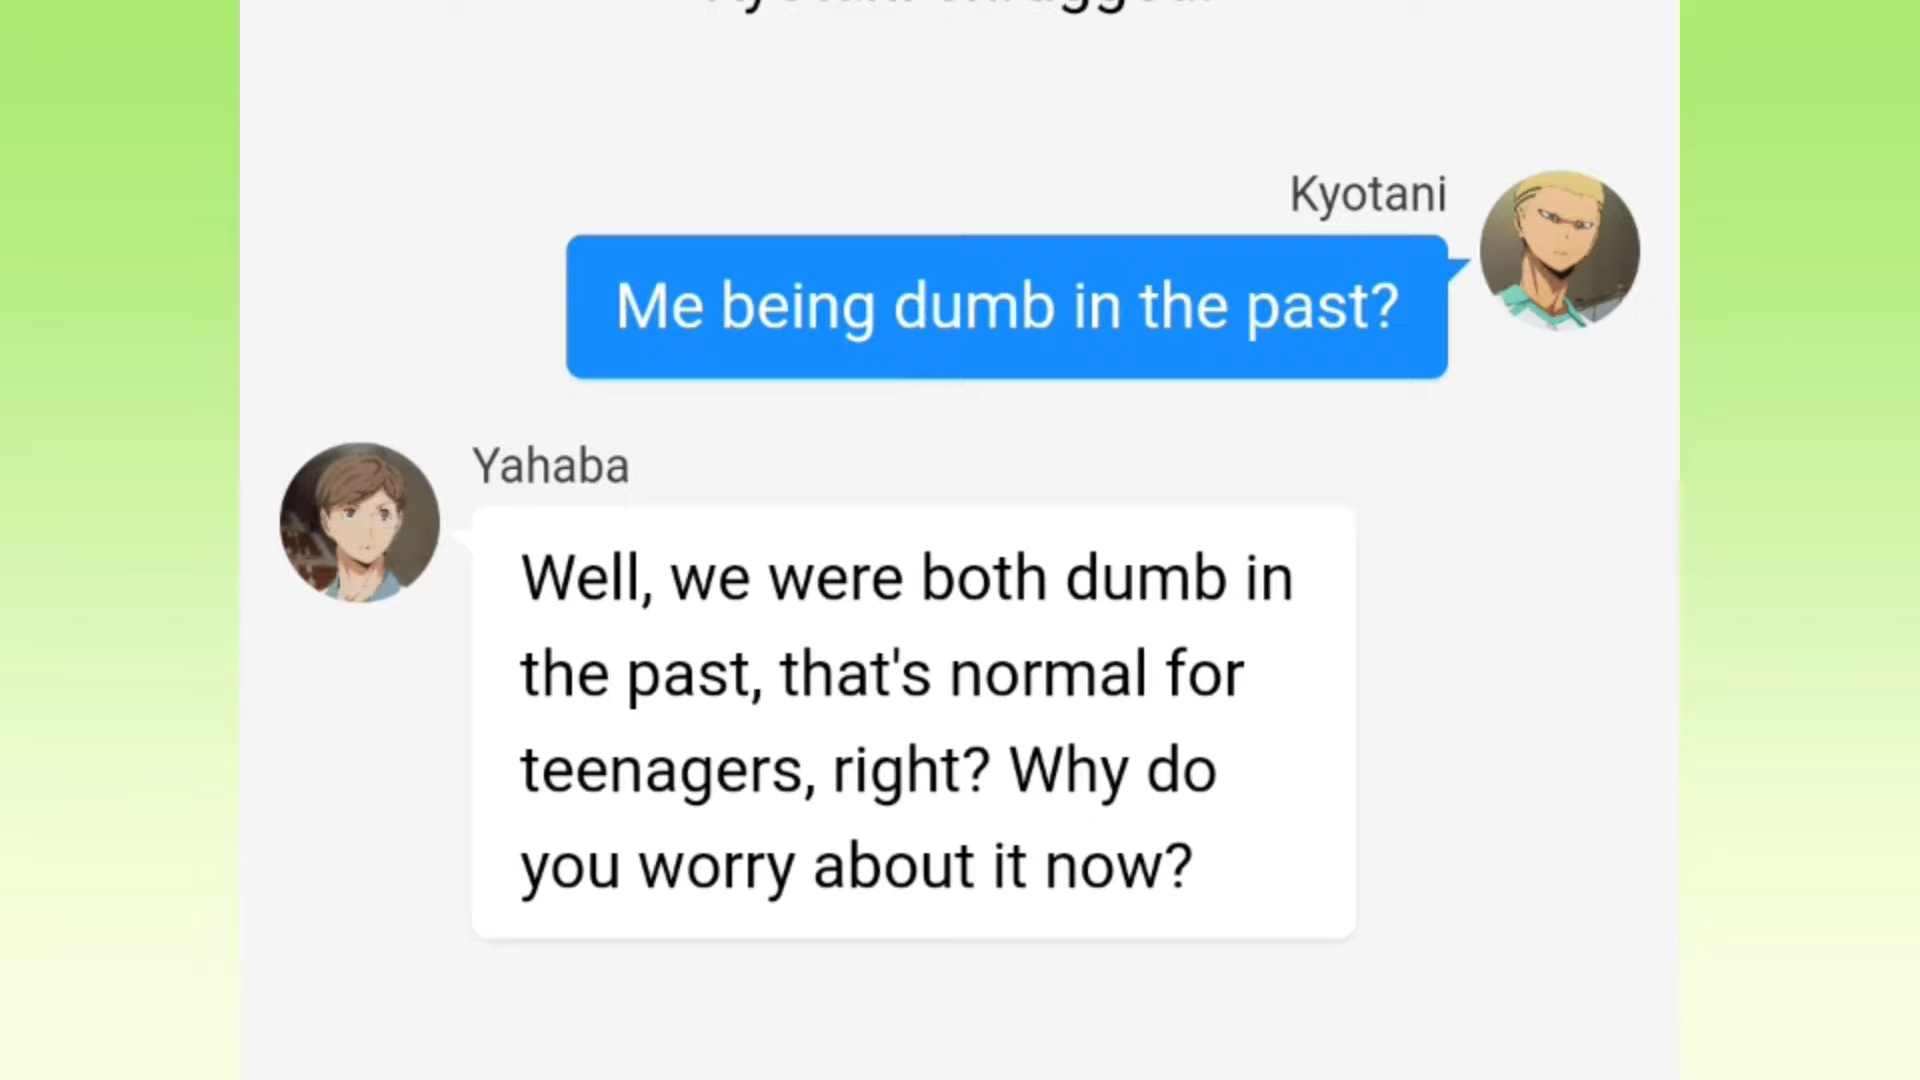 Kyotani
Me being dumb in the past?
Yahaba
Well, we were both dumb in
the past, that's normal for
teenagers, right? Why do
you worry about it now?